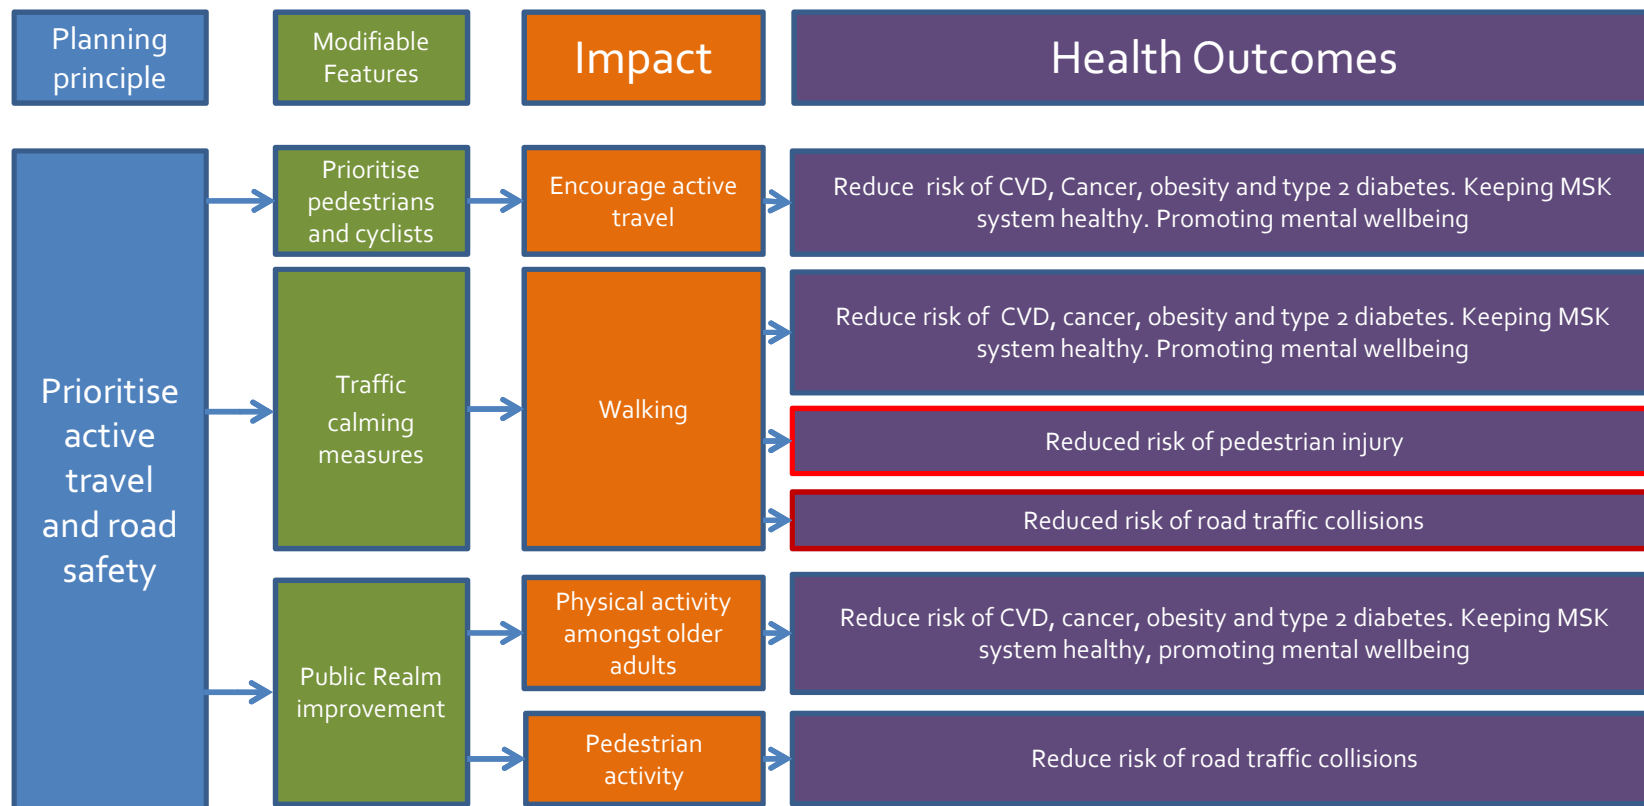 Planning
principle
Modifiable
Features
Impact
Health Outcomes
Prioritise
active
travel
and road
safety
Prioritise
pedestrians
and cyclists
Encourage active
travel
Reduce  risk of CVD, Cancer, obesity and type 2 diabetes. Keeping MSK
system healthy. Promoting mental wellbeing
Traffic
calming
measures
Walking
Reduce risk of  CVD, cancer, obesity and type 2 diabetes. Keeping MSK
system healthy. Promoting mental wellbeing
Reduced risk of pedestrian injury
Reduced risk of road traffic collisions
Public Realm
improvement
Physical activity
amongst older
adults
Reduce risk of CVD, cancer, obesity and type 2 diabetes. Keeping MSK
system healthy, promoting mental wellbeing
Pedestrian
activity
Reduce risk of road traffic collisions